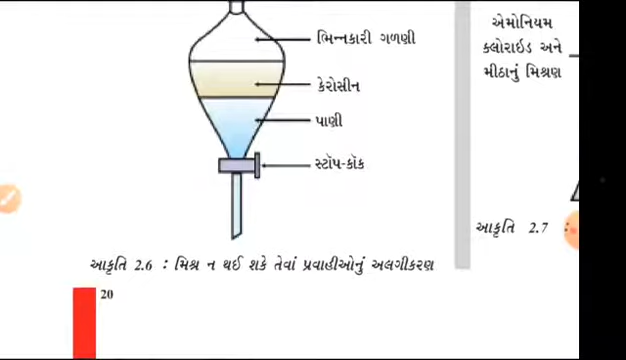 ભિન્નકારી ગળણી
કેરોસીન
પાણી
સ્ટૉપ-કૉક
આકૃતિ 2.6 : મિશ્ર ન થઈ શકે તેવાં પ્રવાહીઓનું અલગીકરણ
20
એમોનિયમ
ક્લોરાઇડ અને
મીઠાનું મિશ્રણ
આકૃતિ 2.7 :